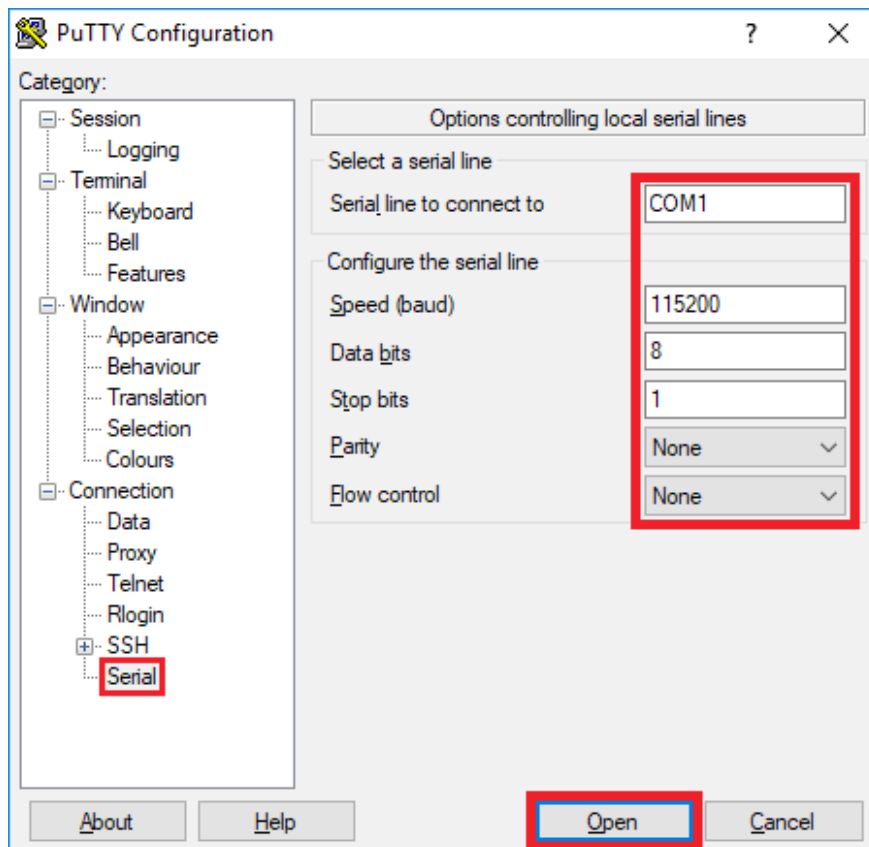 PuTTY Configuration
?
Category:
Session
Logging
Terminal
Keyboard
Bell
Features
Window
Appearance
Behaviour
Translation
Selection
Colours
Connection
Data
Proxy
Telnet
Rlogin
SSH
Serial
Options controlling local serial lines
Select a serial line
Serial line to connect to COM1
Configure the serial line
Speed (baud) 115200
Data bits 8
Stop bits 1
Parity None
Flow control None
About Help Open Cancel